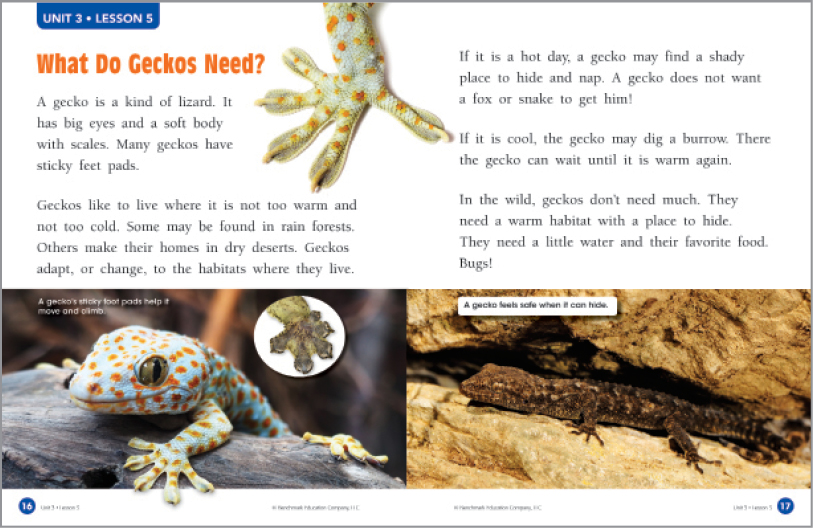 UNIT 3 • LESSON 5
What Do Geckos Need?
A gecko is a kind of lizard. It
has big eyes and a soft body
with scales. Many geckos have
sticky feet pads.
Geckos like to live where it is not too warm and
not too cold. Some may be found in rain forests.
Others make their homes in dry deserts. Geckos
adapt, or change, to the habitats where they live.
A gecko's sticky foot pads help it
move and climb.
16
Unit 3 • Lesson 5
© Benchmark Education Company, LLC
If it is a hot day, a gecko may find a shady
place to hide and nap. A gecko does not want
a fox or snake to get him!
If it is cool, the gecko may dig a burrow. There
the gecko can wait until it is warm again.
In the wild, geckos don't need much. They
need a warm habitat with a place to hide.
They need a little water and their favorite food.
Bugs!
A gecko feels safe when it can hide.
© Benchmark Education Company, LLC
Unit 3 • Lesson 5
17